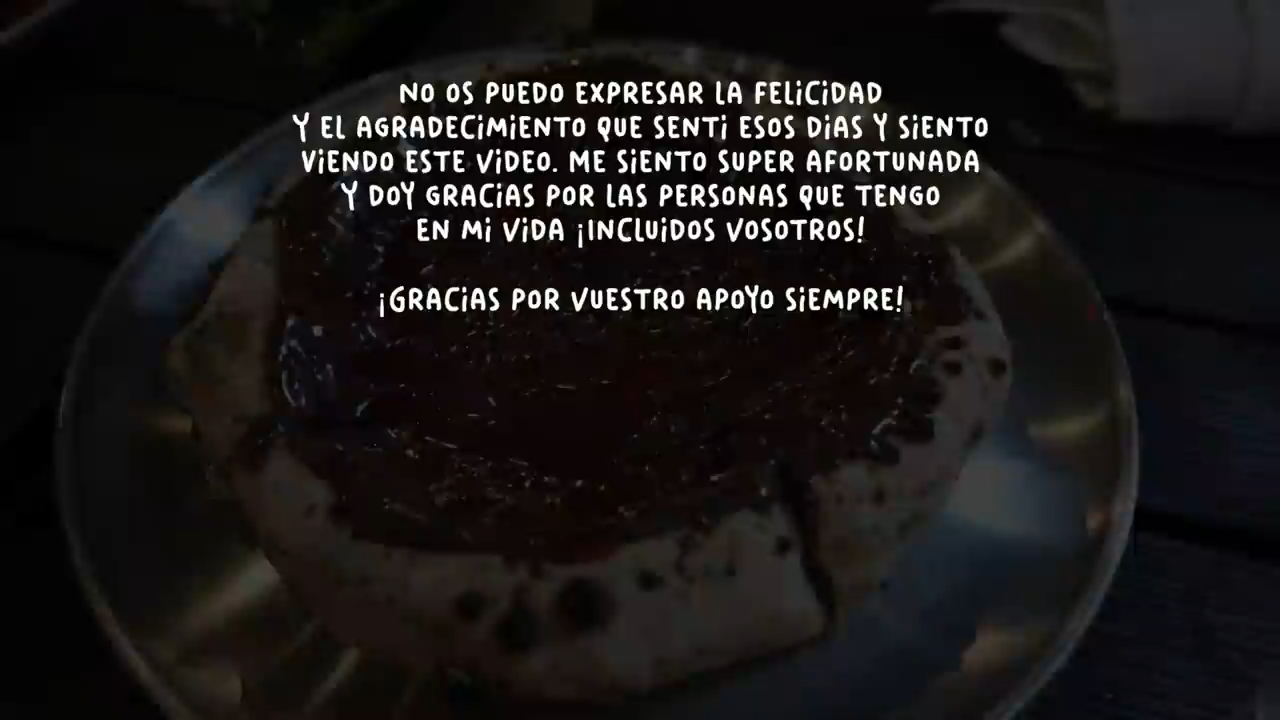 NO OS PUEDO EXPRESAR LA FELICIDAD
Y EL AGRADECIMIENTO QUE SENTI ESOS DIAS Y SIENTO
VIENDO ESTE VIDEO. ME SIENTO SUPER AFORTUNADA
Y DOY GRACIAS POR LAS PERSONAS QUE TENGO
EN MI VIDA ¡INCLUIDOS VOSOTROS!
¡GRACIAS POR VUESTRO APOYO SIEMPRE!